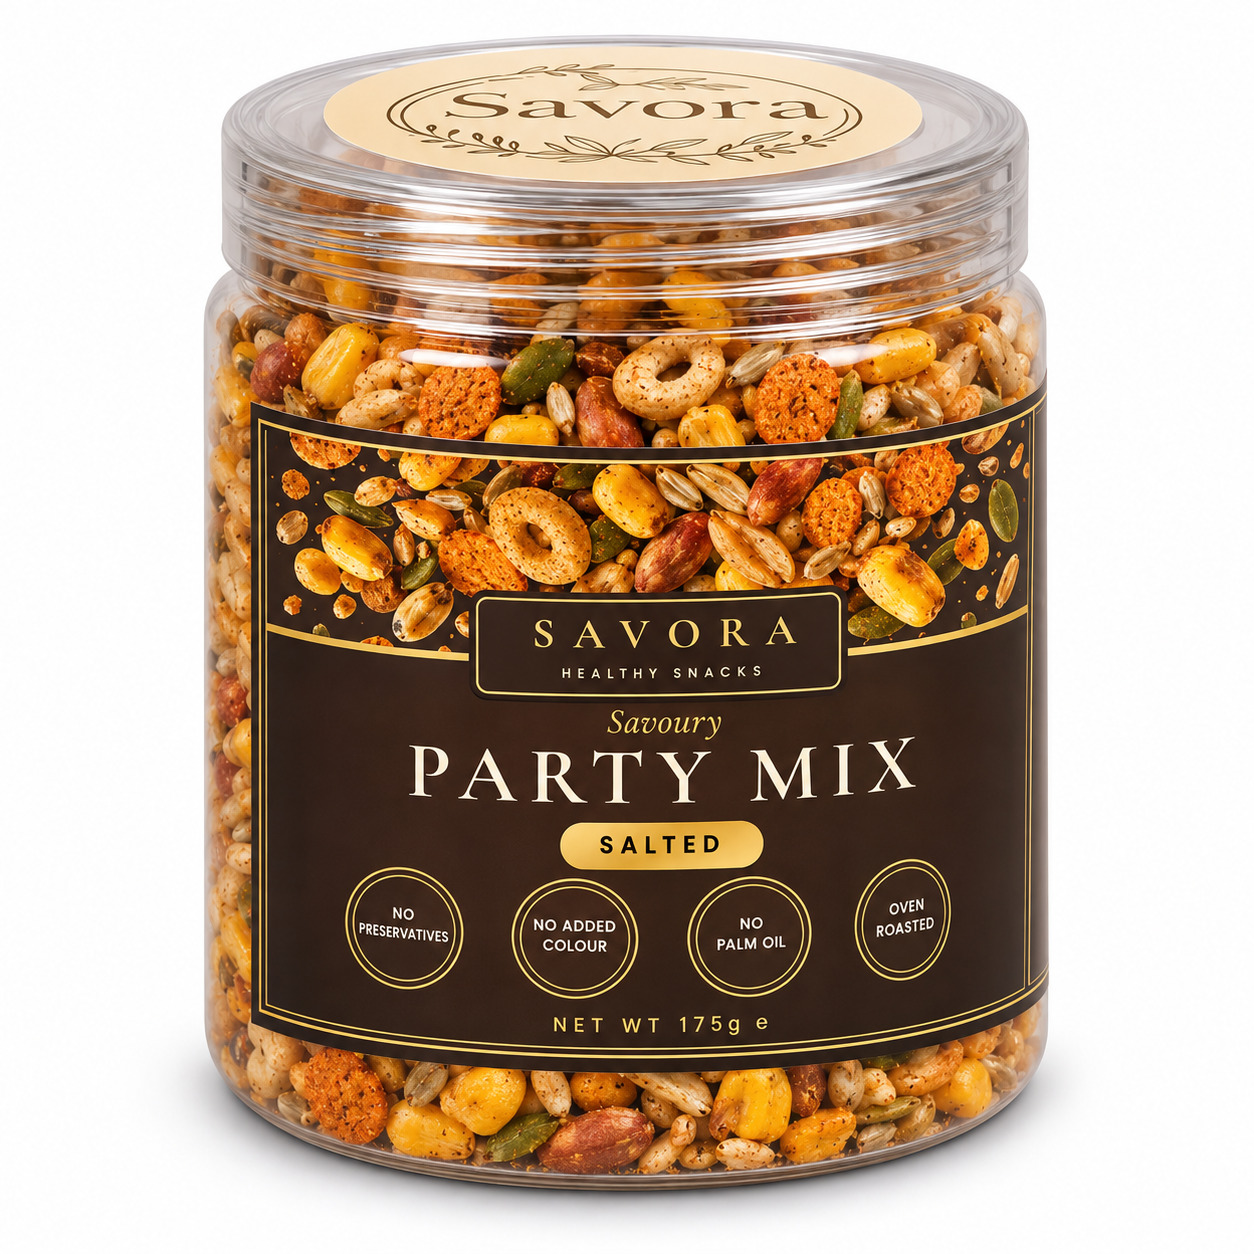 Savora
SAVORA
HEALTHY SNACKS
Savoury
PARTY MIX
SALTED
NO
PRESERVATIVES
NO ADDED
COLOUR
NO
PALM OIL
OVEN
ROASTED
NET WT 175g e